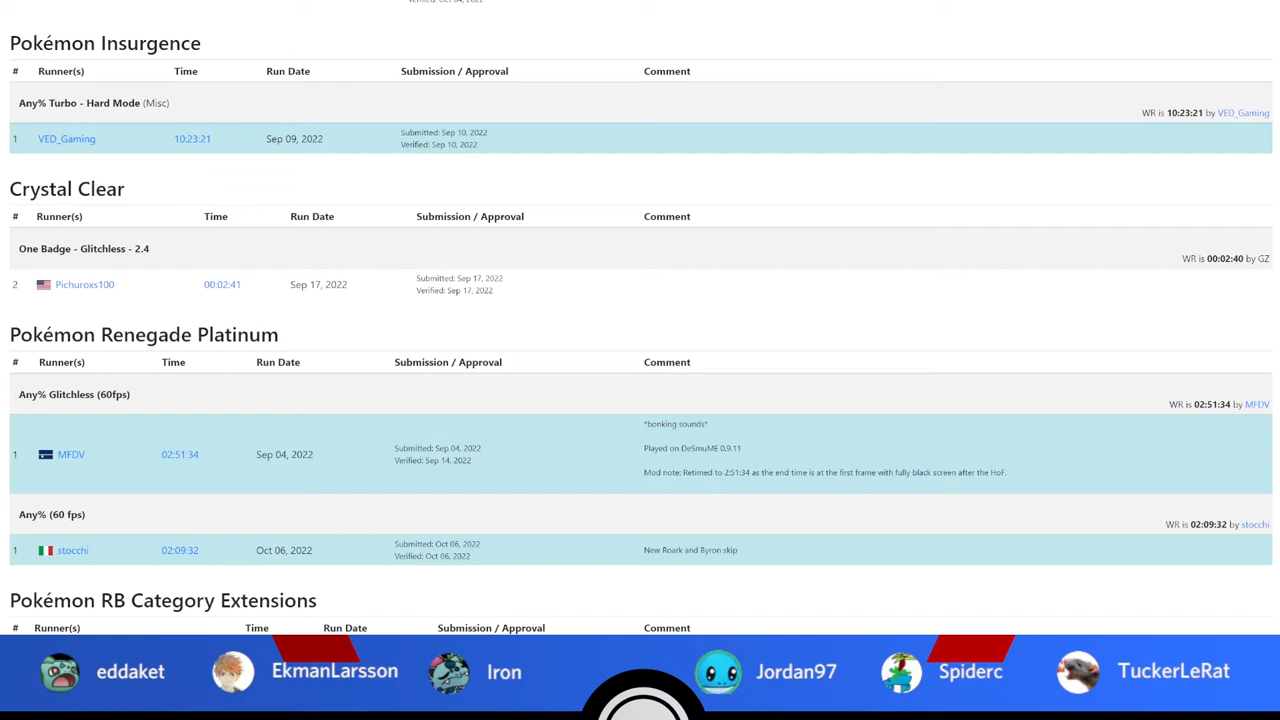 Verified: Oct 04, 2022
Pokémon Insurgence
# Runner(s) Time Run Date Submission / Approval Comment
Any% Turbo - Hard Mode (Misc)
WR is 10:23:21 by VED_Gaming
1 VED_Gaming 10:23:21 Sep 09, 2022 Submitted: Sep 10, 2022
Verified: Sep 10, 2022
Crystal Clear
# Runner(s) Time Run Date Submission / Approval Comment
One Badge - Glitchless - 2.4
WR is 00:02:40 by GZ
2 Pichuroxs100 00:02:41 Sep 17, 2022 Submitted: Sep 17, 2022
Verified: Sep 17, 2022
Pokémon Renegade Platinum
# Runner(s) Time Run Date Submission / Approval Comment
Any% Glitchless (60fps)
WR is 02:51:34 by MFDV
*bonking sounds*
1 MFDV 02:51:34 Sep 04, 2022 Submitted: Sep 04, 2022 Played on DeSmuME 0.9.11
Verified: Sep 14, 2022
Mod note: Retimed to 2:51:34 as the end time is at the first frame with fully black screen after the HoF.
Any% (60 fps)
WR is 02:09:32 by stocchi
1 stocchi 02:09:32 Oct 06, 2022 Submitted: Oct 06, 2022 New Roark and Byron skip
Verified: Oct 06, 2022
Pokémon RB Category Extensions
# Runner(s) Time Run Date Submission / Approval Comment
eddaket EkmanLarsson Iron Jordan97 Spiderc TuckerLeRat